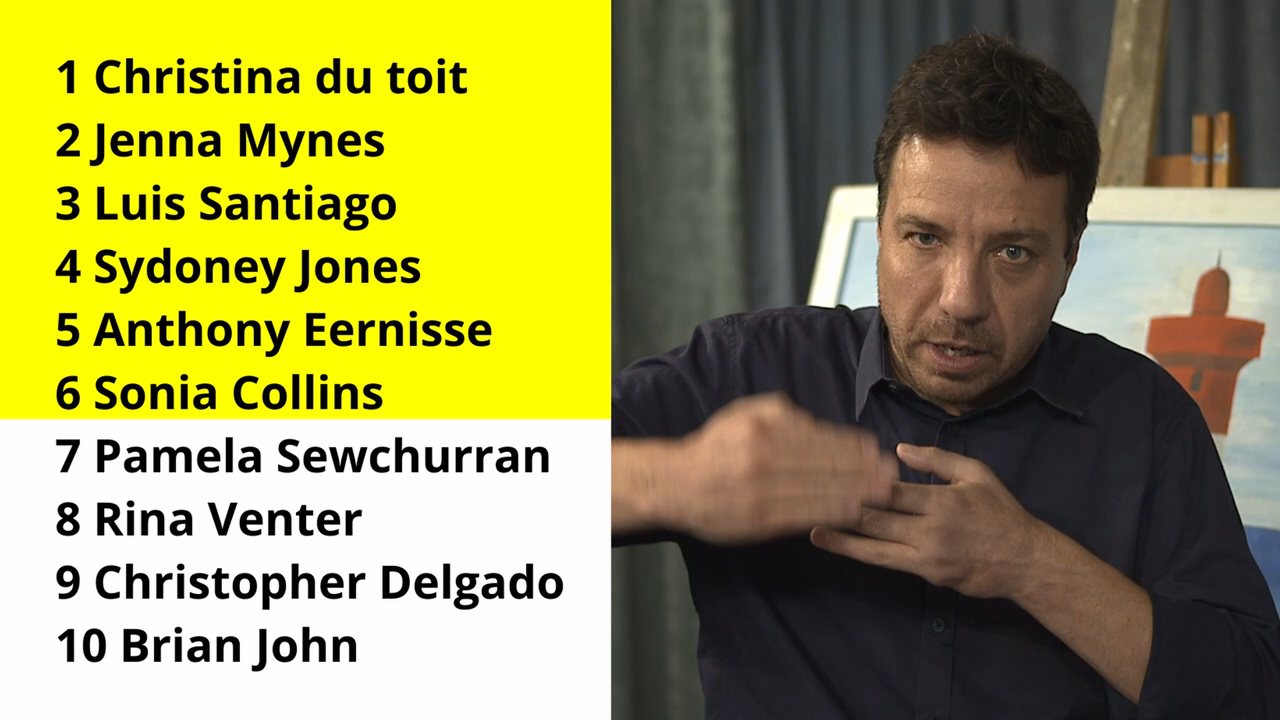 1 Christina du toit
2 Jenna Mynes
3 Luis Santiago
4 Sydoney Jones
5 Anthony Eernisse
6 Sonia Collins
7 Pamela Sewchurran
8 Rina Venter
9 Christopher Delgado
10 Brian John